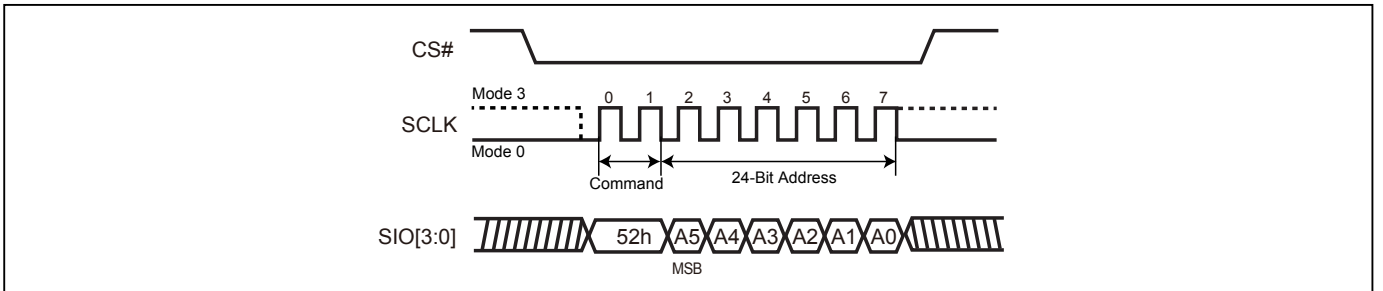 CS#
Mode 3
0 1 2 3 4 5 6 7
SCLK
Mode 0
Command
24-Bit Address
SIO[3:0]
52h A5 A4 A3 A2 A1 A0
MSB